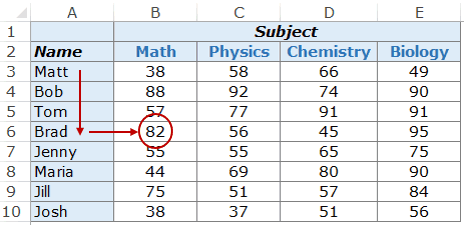 A B C D E
1 Subject
2 Name Math Physics Chemistry Biology
3 Matt 38 58 66 49
4 Bob 88 92 74 90
5 Tom 57 77 91 91
6 Brad 82 56 45 95
7 Jenny 55 55 65 75
8 Maria 44 69 80 90
9 Jill 75 51 57 84
10 Josh 38 37 51 56